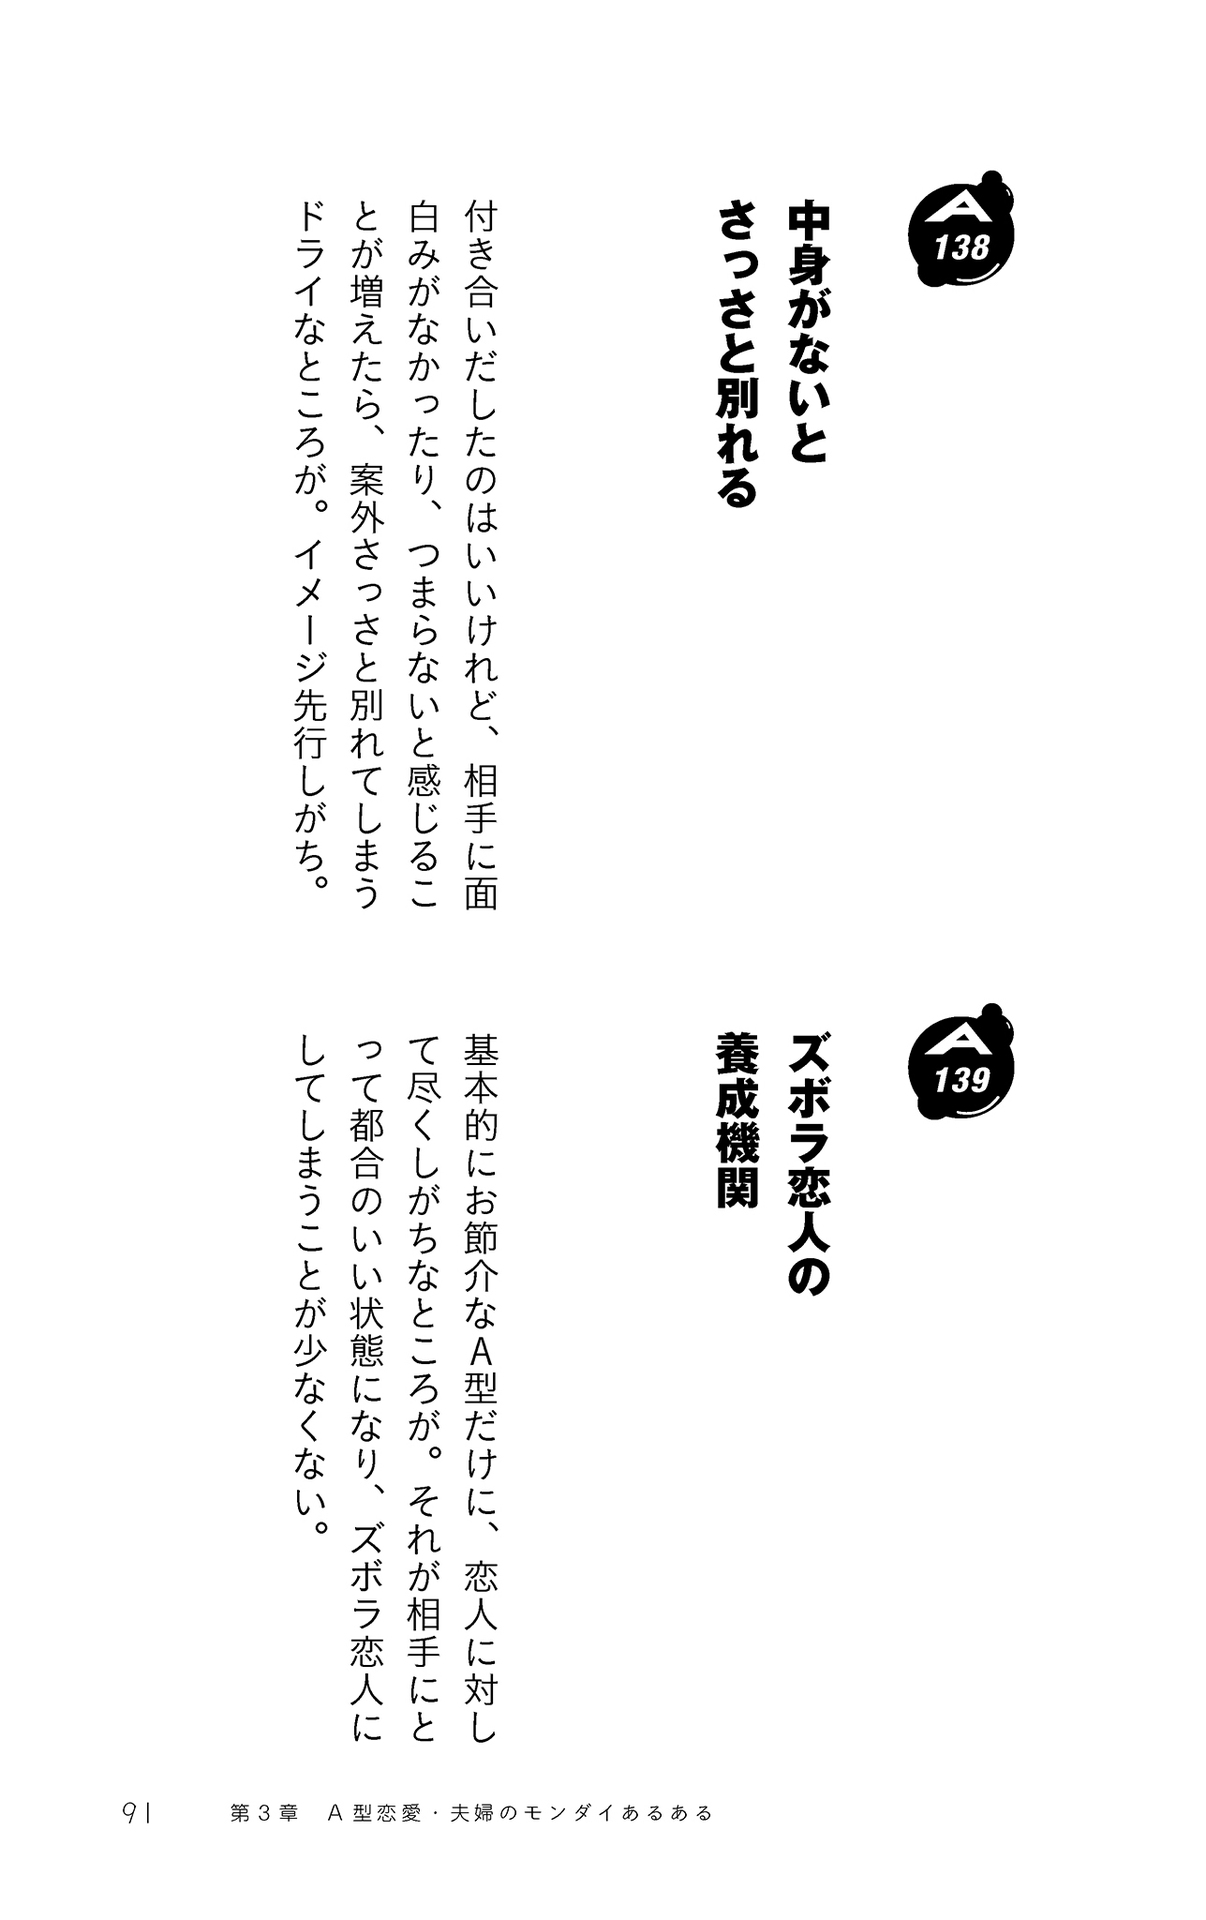 A
138
中身がないと
さっさと別れる
付き合いだしたのはいいけれど、相手に面
白みがなかったり、つまらないと感じるこ
とが増えたら、案外さっさと別れてしまう
ドライなところが。イメージ先行しがち。
A
139
ズボラ恋人の
養成機関
基本的にお節介なA型だけに、恋人に対し
て尽くしがちなところが。それが相手にと
って都合のいい状態になり、ズボラ恋人に
してしまうことが少なくない。
91 第3章 A型恋愛・夫婦のモンダイあるある